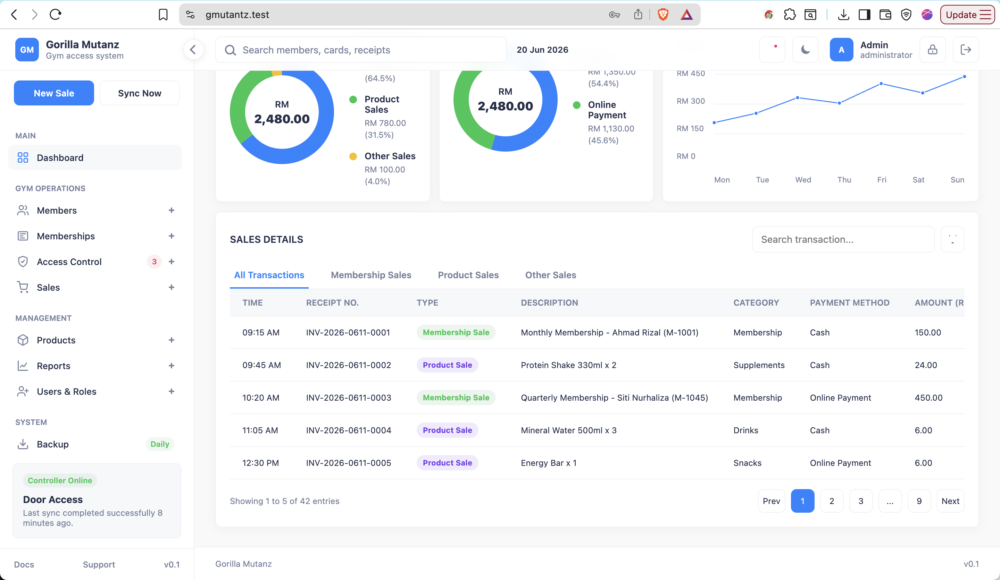 gmutantz.test
Update
GM
Gorilla Mutanz
Gym access system
Search members, cards, receipts
20 Jun 2026
A
Admin
administrator
New Sale
Sync Now
MAIN
Dashboard
GYM OPERATIONS
Members
Memberships
Access Control
3
Sales
MANAGEMENT
Products
Reports
Users & Roles
SYSTEM
Backup
Daily
Controller Online
Door Access
Last sync completed successfully 8
minutes ago.
Docs
Support
v0.1
RM
2,480.00
(64.5%)
Product
Sales
RM 780.00
(31.5%)
Other Sales
RM 100.00
(4.0%)
RM
2,480.00
RM 1,350.00
(54.4%)
Online
Payment
RM 1,130.00
(45.6%)
RM 450
RM 300
RM 150
RM 0
Mon
Tue
Wed
Thu
Fri
Sat
Sun
SALES DETAILS
Search transaction...
All Transactions
Membership Sales
Product Sales
Other Sales
TIME RECEIPT NO. TYPE DESCRIPTION CATEGORY PAYMENT METHOD AMOUNT (R
09:15 AM INV-2026-0611-0001 Membership Sale Monthly Membership - Ahmad Rizal (M-1001) Membership Cash 150.00
09:45 AM INV-2026-0611-0002 Product Sale Protein Shake 330ml x 2 Supplements Cash 24.00
10:20 AM INV-2026-0611-0003 Membership Sale Quarterly Membership - Siti Nurhaliza (M-1045) Membership Online Payment 450.00
11:05 AM INV-2026-0611-0004 Product Sale Mineral Water 500ml x 3 Drinks Cash 6.00
12:30 PM INV-2026-0611-0005 Product Sale Energy Bar x 1 Snacks Online Payment 6.00
Showing 1 to 5 of 42 entries
Prev 1 2 3 ... 9 Next
Gorilla Mutanz
v0.1